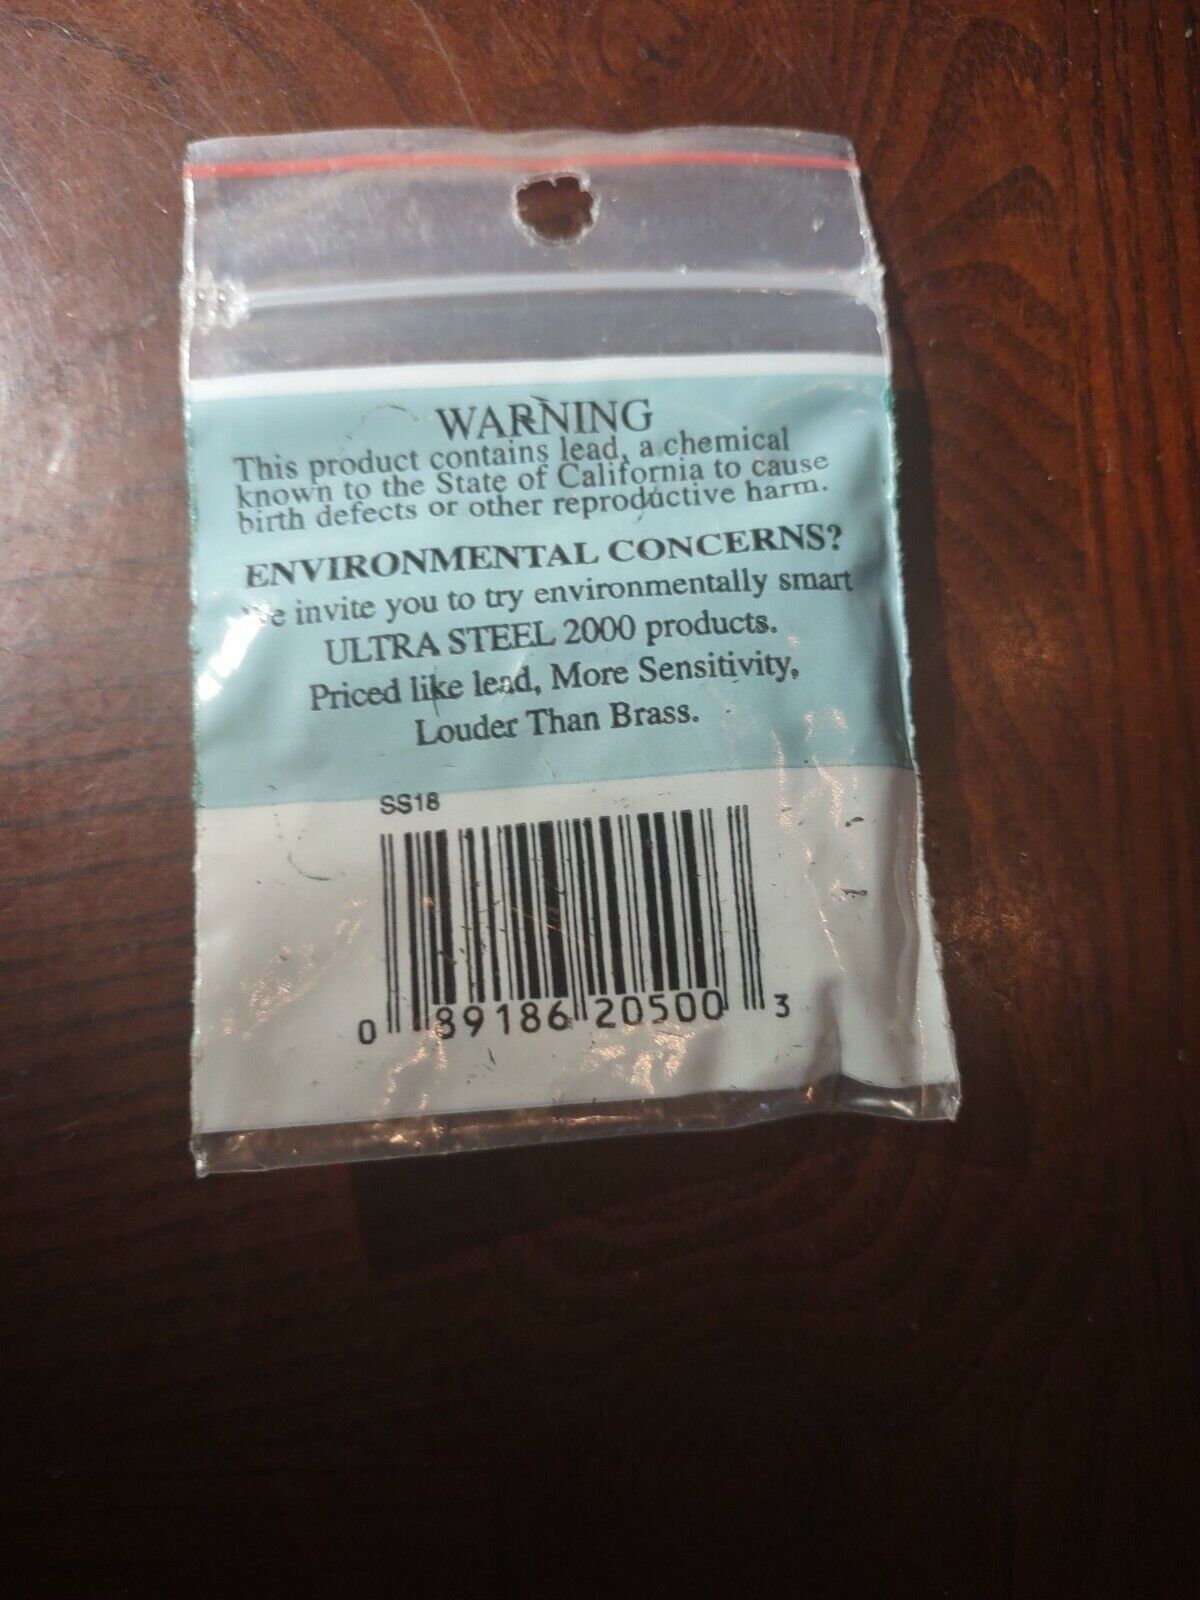 WARNING
This product contains lead, a chemical
known to the State of California to cause
birth defects or other reproductive harm.
ENVIRONMENTAL CONCERNS?
We invite you to try environmentally smart
ULTRA STEEL 2000 products.
Priced like lead, More Sensitivity,
Louder Than Brass.
SS18
0 89186 20500 3